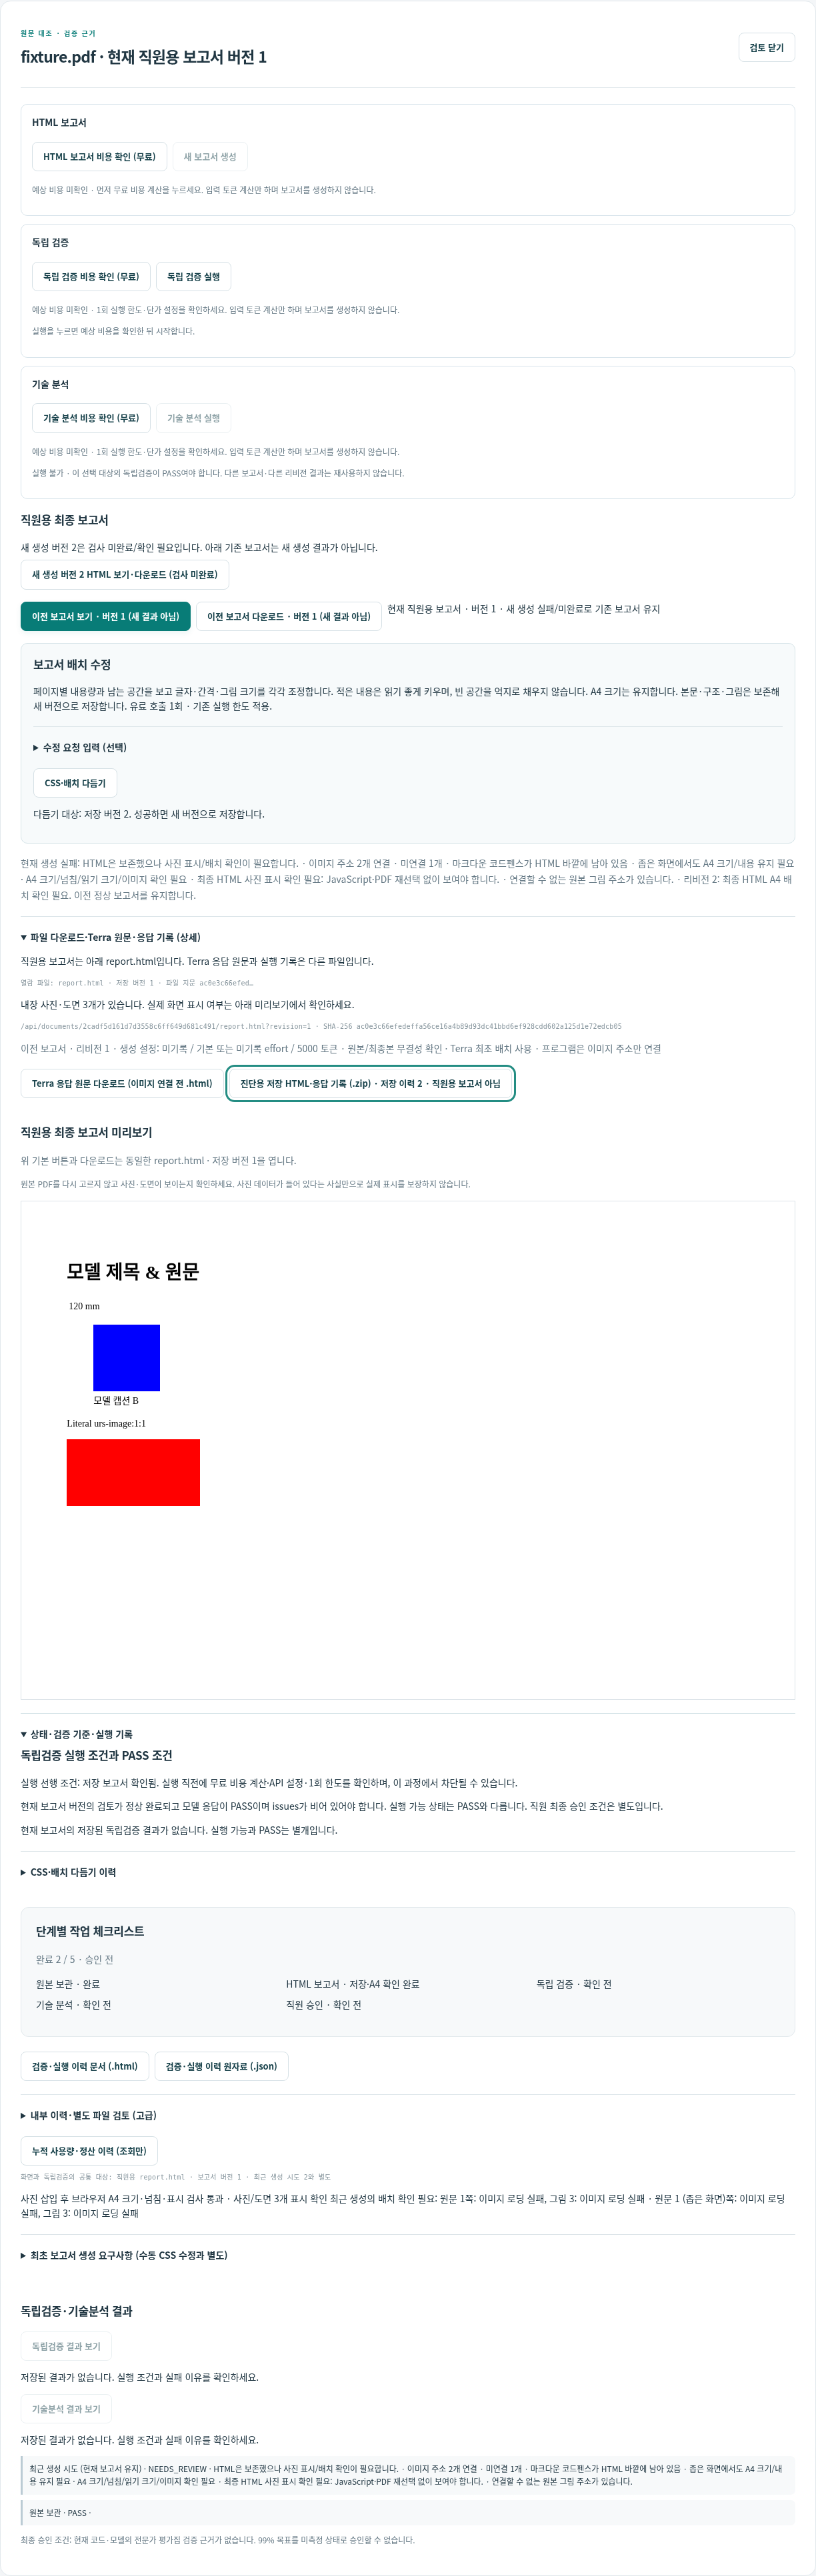 원문 대조 · 검증 근거
fixture.pdf · 현재 직원용 보고서 버전 1
검토 닫기
HTML 보고서
HTML 보고서 비용 확인 (무료)
새 보고서 생성
예상 비용 미확인 · 먼저 무료 비용 계산을 누르세요. 입력 토큰 계산만 하며 보고서를 생성하지 않습니다.
독립 검증
독립 검증 비용 확인 (무료)
독립 검증 실행
예상 비용 미확인 · 1회 실행 한도·단가 설정을 확인하세요. 입력 토큰 계산만 하며 보고서를 생성하지 않습니다.
실행을 누르면 예상 비용을 확인한 뒤 시작합니다.
기술 분석
기술 분석 비용 확인 (무료)
기술 분석 실행
예상 비용 미확인 · 1회 실행 한도·단가 설정을 확인하세요. 입력 토큰 계산만 하며 보고서를 생성하지 않습니다.
실행 불가 · 이 선택 대상의 독립검증이 PASS여야 합니다. 다른 보고서·다른 리비전 결과는 재사용하지 않습니다.
직원용 최종 보고서
새 생성 버전 2은 검사 미완료/확인 필요입니다. 아래 기존 보고서는 새 생성 결과가 아닙니다.
새 생성 버전 2 HTML 보기·다운로드 (검사 미완료)
이전 보고서 보기 · 버전 1 (새 결과 아님)
이전 보고서 다운로드 · 버전 1 (새 결과 아님)
현재 직원용 보고서 · 버전 1 · 새 생성 실패/미완료로 기존 보고서 유지
보고서 배치 수정
페이지별 내용량과 남는 공간을 보고 글자·간격·그림 크기를 각각 조정합니다. 적은 내용은 읽기 좋게 키우며, 빈 공간을 억지로 채우지 않습니다. A4 크기는 유지합니다. 본문·구조·그림은 보존해
새 버전으로 저장합니다. 유료 호출 1회 · 기존 실행 한도 적용.
▶ 수정 요청 입력 (선택)
CSS·배치 다듬기
다듬기 대상: 저장 버전 2. 성공하면 새 버전으로 저장합니다.
현재 생성 실패: HTML은 보존했으나 사진 표시/배치 확인이 필요합니다. · 이미지 주소 2개 연결 · 미연결 1개 · 마크다운 코드펜스가 HTML 바깥에 남아 있음 · 좁은 화면에서도 A4 크기/내용 유지 필요
· A4 크기/넘침/읽기 크기/이미지 확인 필요 · 최종 HTML 사진 표시 확인 필요: JavaScript·PDF 재선택 없이 보여야 합니다. · 연결할 수 없는 원본 그림 주소가 있습니다. · 리비전 2: 최종 HTML A4 배
치 확인 필요. 이전 정상 보고서를 유지합니다.
▼ 파일 다운로드·Terra 원문·응답 기록 (상세)
직원용 보고서는 아래 report.html입니다. Terra 응답 원문과 실행 기록은 다른 파일입니다.
열람 파일: report.html · 저장 버전 1 · 파일 지문 ac0e3c66efed…
내장 사진·도면 3개가 있습니다. 실제 화면 표시 여부는 아래 미리보기에서 확인하세요.
/api/documents/2cadf5d161d7d3558c6ff649d681c491/report.html?revision=1 · SHA-256 ac0e3c66efedeffa56ce16a4b89d93dc41bbd6ef928cdd602a125d1e72edcb05
이전 보고서 · 리비전 1 · 생성 설정: 미기록 / 기본 또는 미기록 effort / 5000 토큰 · 원본/최종본 무결성 확인 · Terra 최초 배치 사용 · 프로그램은 이미지 주소만 연결
Terra 응답 원문 다운로드 (이미지 연결 전 .html)
진단용 저장 HTML·응답 기록 (.zip) · 저장 이력 2 · 직원용 보고서 아님
직원용 최종 보고서 미리보기
위 기본 버튼과 다운로드는 동일한 report.html · 저장 버전 1을 엽니다.
원본 PDF를 다시 고르지 않고 사진·도면이 보이는지 확인하세요. 사진 데이터가 들어 있다는 사실만으로 실제 표시를 보장하지 않습니다.
모델 제목 & 원문
120 mm
모델 캡션 B
Literal urs-image:1:1
▼ 상태·검증 기준·실행 기록
독립검증 실행 조건과 PASS 조건
실행 선행 조건: 저장 보고서 확인됨. 실행 직전에 무료 비용 계산·API 설정·1회 한도를 확인하며, 이 과정에서 차단될 수 있습니다.
현재 보고서 버전의 검토가 정상 완료되고 모델 응답이 PASS이며 issues가 비어 있어야 합니다. 실행 가능 상태는 PASS와 다릅니다. 직원 최종 승인 조건은 별도입니다.
현재 보고서의 저장된 독립검증 결과가 없습니다. 실행 가능과 PASS는 별개입니다.
▶ CSS·배치 다듬기 이력
단계별 작업 체크리스트
완료 2 / 5 · 승인 전
원본 보관 · 완료
HTML 보고서 · 저장·A4 확인 완료
독립 검증 · 확인 전
기술 분석 · 확인 전
직원 승인 · 확인 전
검증·실행 이력 문서 (.html)
검증·실행 이력 원자료 (.json)
▶ 내부 이력·별도 파일 검토 (고급)
누적 사용량·정산 이력 (조회만)
화면과 독립검증의 공통 대상: 직원용 report.html · 보고서 버전 1 · 최근 생성 시도 2와 별도
사진 삽입 후 브라우저 A4 크기·넘침·표시 검사 통과 · 사진/도면 3개 표시 확인 최근 생성의 배치 확인 필요: 원문 1쪽: 이미지 로딩 실패, 그림 3: 이미지 로딩 실패 · 원문 1 (좁은 화면)쪽: 이미지 로딩
실패, 그림 3: 이미지 로딩 실패
▶ 최초 보고서 생성 요구사항 (수동 CSS 수정과 별도)
독립검증·기술분석 결과
독립검증 결과 보기
저장된 결과가 없습니다. 실행 조건과 실패 이유를 확인하세요.
기술분석 결과 보기
저장된 결과가 없습니다. 실행 조건과 실패 이유를 확인하세요.
최근 생성 시도 (현재 보고서 유지) · NEEDS_REVIEW · HTML은 보존했으나 사진 표시/배치 확인이 필요합니다. · 이미지 주소 2개 연결 · 미연결 1개 · 마크다운 코드펜스가 HTML 바깥에 남아 있음 · 좁은 화면에서도 A4 크기/내
용 유지 필요 · A4 크기/넘침/읽기 크기/이미지 확인 필요 · 최종 HTML 사진 표시 확인 필요: JavaScript·PDF 재선택 없이 보여야 합니다. · 연결할 수 없는 원본 그림 주소가 있습니다.
원본 보관 · PASS ·
최종 승인 조건: 현재 코드·모델의 전문가 평가집 검증 근거가 없습니다. 99% 목표를 미측정 상태로 승인할 수 없습니다.